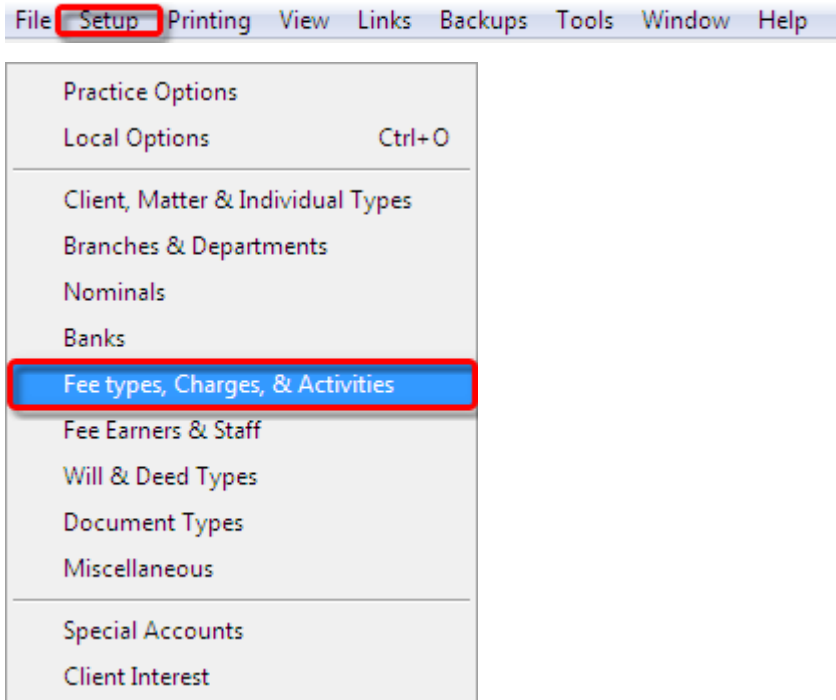 File Setup Printing View Links Backups Tools Window Help
Practice Options
Local Options Ctrl+O
Client, Matter & Individual Types
Branches & Departments
Nominals
Banks
Fee types, Charges, & Activities
Fee Earners & Staff
Will & Deed Types
Document Types
Miscellaneous
Special Accounts
Client Interest